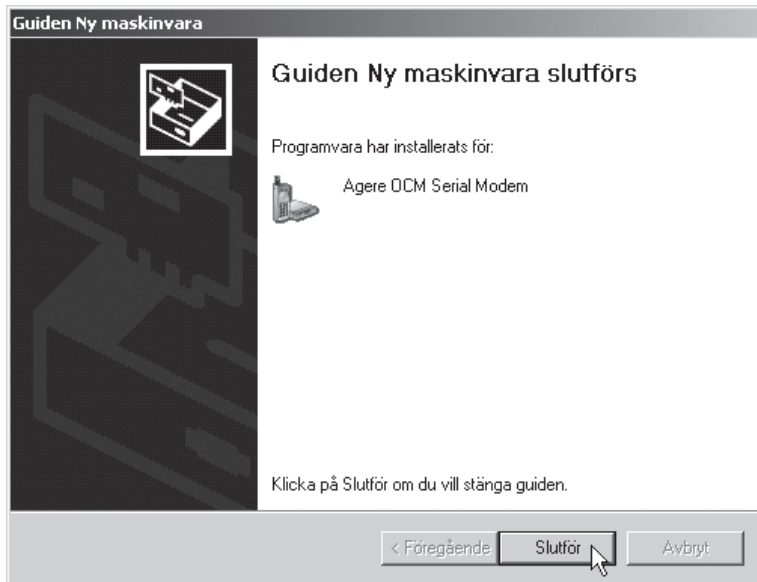 Guiden Ny maskinvara
Guiden Ny maskinvara slutförs
Programvara har installerats för:
Agere OCM Serial Modem
Klicka på Slutför om du vill stänga guiden.
< Föregående
Slutför
Avbryt